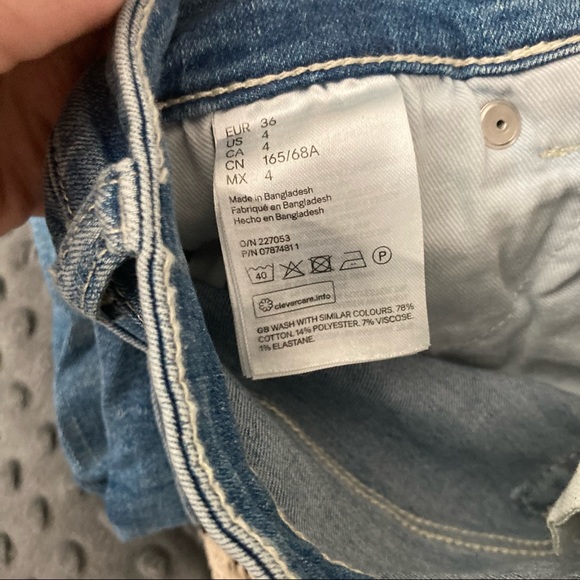 EUR 36
US 4
CA 4
CN 165/68A
MX 4
Made in Bangladesh
Fabriqué en Bangladesh
Hecho en Bangladesh
O/N 227053
P/N 07874811
40 P
clevercare.info
GB WASH WITH SIMILAR COLOURS. 78%
COTTON. 14% POLYESTER. 7% VISCOSE.
1% ELASTANE.